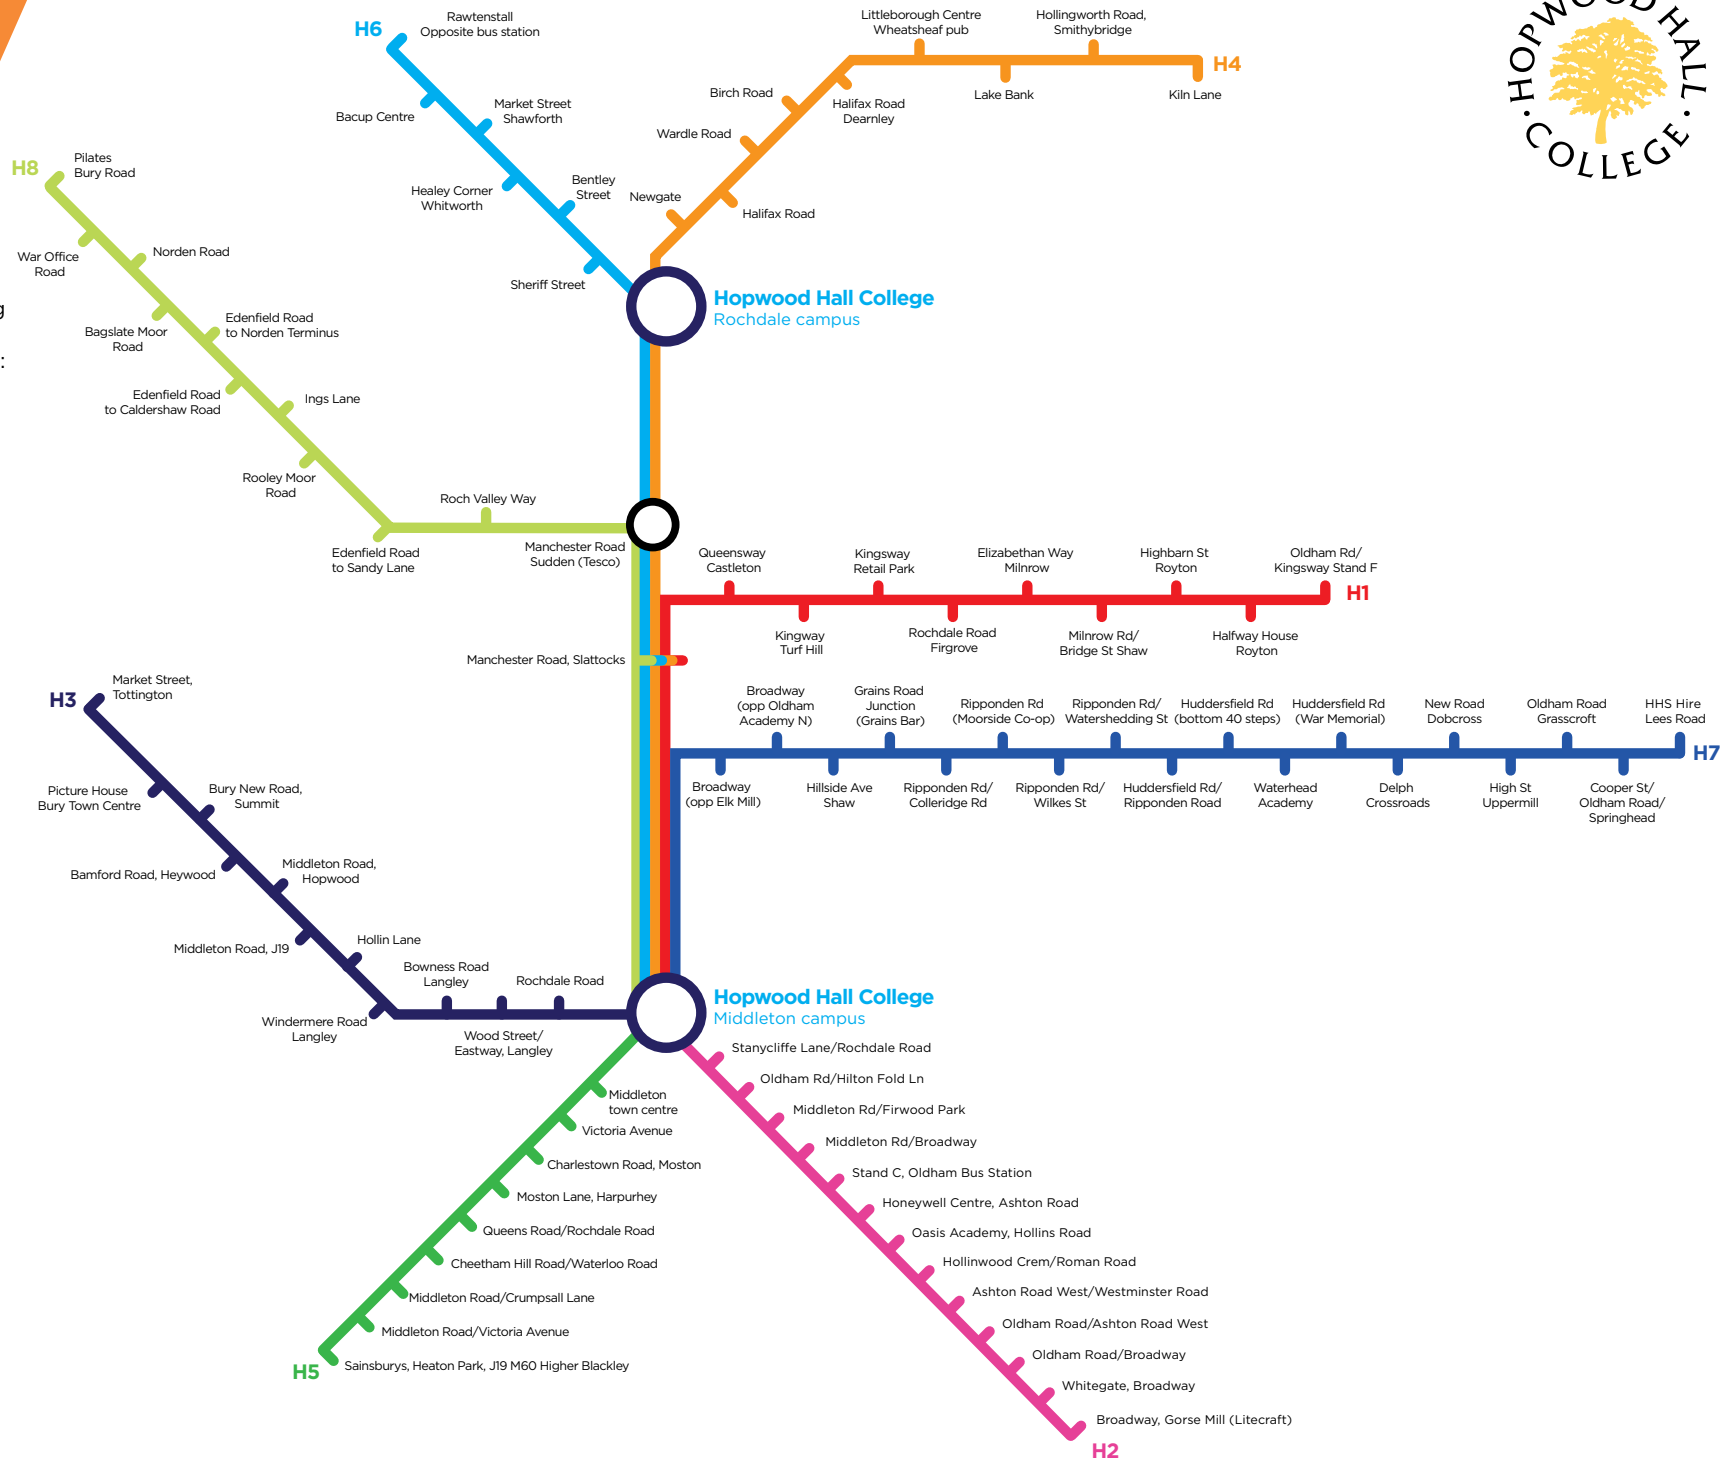 HOPWOOD HALL
· COLLEGE ·
g
:
H6
Rawtenstall
Opposite bus station
Bacup Centre
Market Street
Shawforth
Healey Corner
Whitworth
Bentley
Street
Sheriff Street
H4
Littleborough Centre
Wheatsheaf pub
Hollingworth Road,
Smithybridge
Lake Bank
Kiln Lane
Birch Road
Halifax Road
Dearnley
Wardle Road
Newgate
Halifax Road
Hopwood Hall College
Rochdale campus
H8
Pilates
Bury Road
War Office
Road
Norden Road
Bagslate Moor
Road
Edenfield Road
to Norden Terminus
Edenfield Road
to Caldershaw Road
Ings Lane
Rooley Moor
Road
Edenfield Road
to Sandy Lane
Roch Valley Way
Manchester Road
Sudden (Tesco)
Queensway
Castleton
Kingsway
Retail Park
Elizabethan Way
Milnrow
Highbarn St
Royton
Oldham Rd/
Kingsway Stand F
H1
Kingway
Turf Hill
Rochdale Road
Firgrove
Milnrow Rd/
Bridge St Shaw
Halfway House
Royton
Manchester Road, Slattocks
Broadway
(opp Oldham
Academy N)
Grains Road
Junction
(Grains Bar)
Ripponden Rd
(Moorside Co-op)
Ripponden Rd/
Watershedding St
Huddersfield Rd
(bottom 40 steps)
Huddersfield Rd
(War Memorial)
New Road
Dobcross
Oldham Road
Grasscroft
HHS Hire
Lees Road
H7
Broadway
(opp Elk Mill)
Hillside Ave
Shaw
Ripponden Rd/
Colleridge Rd
Ripponden Rd/
Wilkes St
Huddersfield Rd/
Ripponden Road
Waterhead
Academy
Delph
Crossroads
High St
Uppermill
Cooper St/
Oldham Road/
Springhead
H3
Market Street,
Tottington
Picture House
Bury Town Centre
Bury New Road,
Summit
Bamford Road, Heywood
Middleton Road,
Hopwood
Middleton Road, J19
Hollin Lane
Windermere Road
Langley
Bowness Road
Langley
Wood Street/
Eastway, Langley
Rochdale Road
Hopwood Hall College
Middleton campus
Middleton
town centre
Victoria Avenue
Charlestown Road, Moston
Moston Lane, Harpurhey
Queens Road/Rochdale Road
Cheetham Hill Road/Waterloo Road
Middleton Road/Crumpsall Lane
Middleton Road/Victoria Avenue
Sainsburys, Heaton Park, J19 M60 Higher Blackley
H5
Stanycliffe Lane/Rochdale Road
Oldham Rd/Hilton Fold Ln
Middleton Rd/Firwood Park
Middleton Rd/Broadway
Stand C, Oldham Bus Station
Honeywell Centre, Ashton Road
Oasis Academy, Hollins Road
Hollinwood Crem/Roman Road
Ashton Road West/Westminster Road
Oldham Road/Ashton Road West
Oldham Road/Broadway
Whitegate, Broadway
Broadway, Gorse Mill (Litecraft)
H2